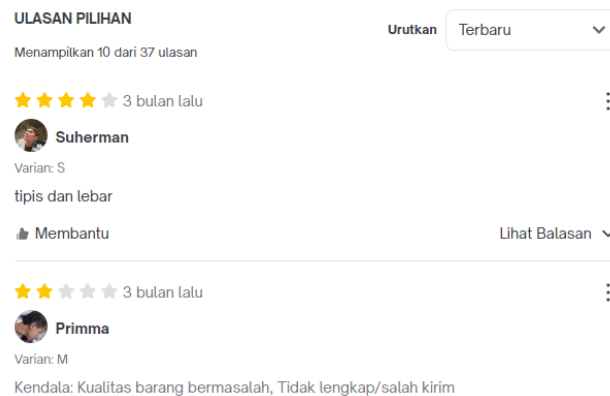 ULASAN PILIHAN
Urutkan
Terbaru
Menampilkan 10 dari 37 ulasan
3 bulan lalu
Suherman
Varian: S
tipis dan lebar
Membantu
Lihat Balasan
3 bulan lalu
Primma
Varian: M
Kendala: Kualitas barang bermasalah, Tidak lengkap/salah kirim